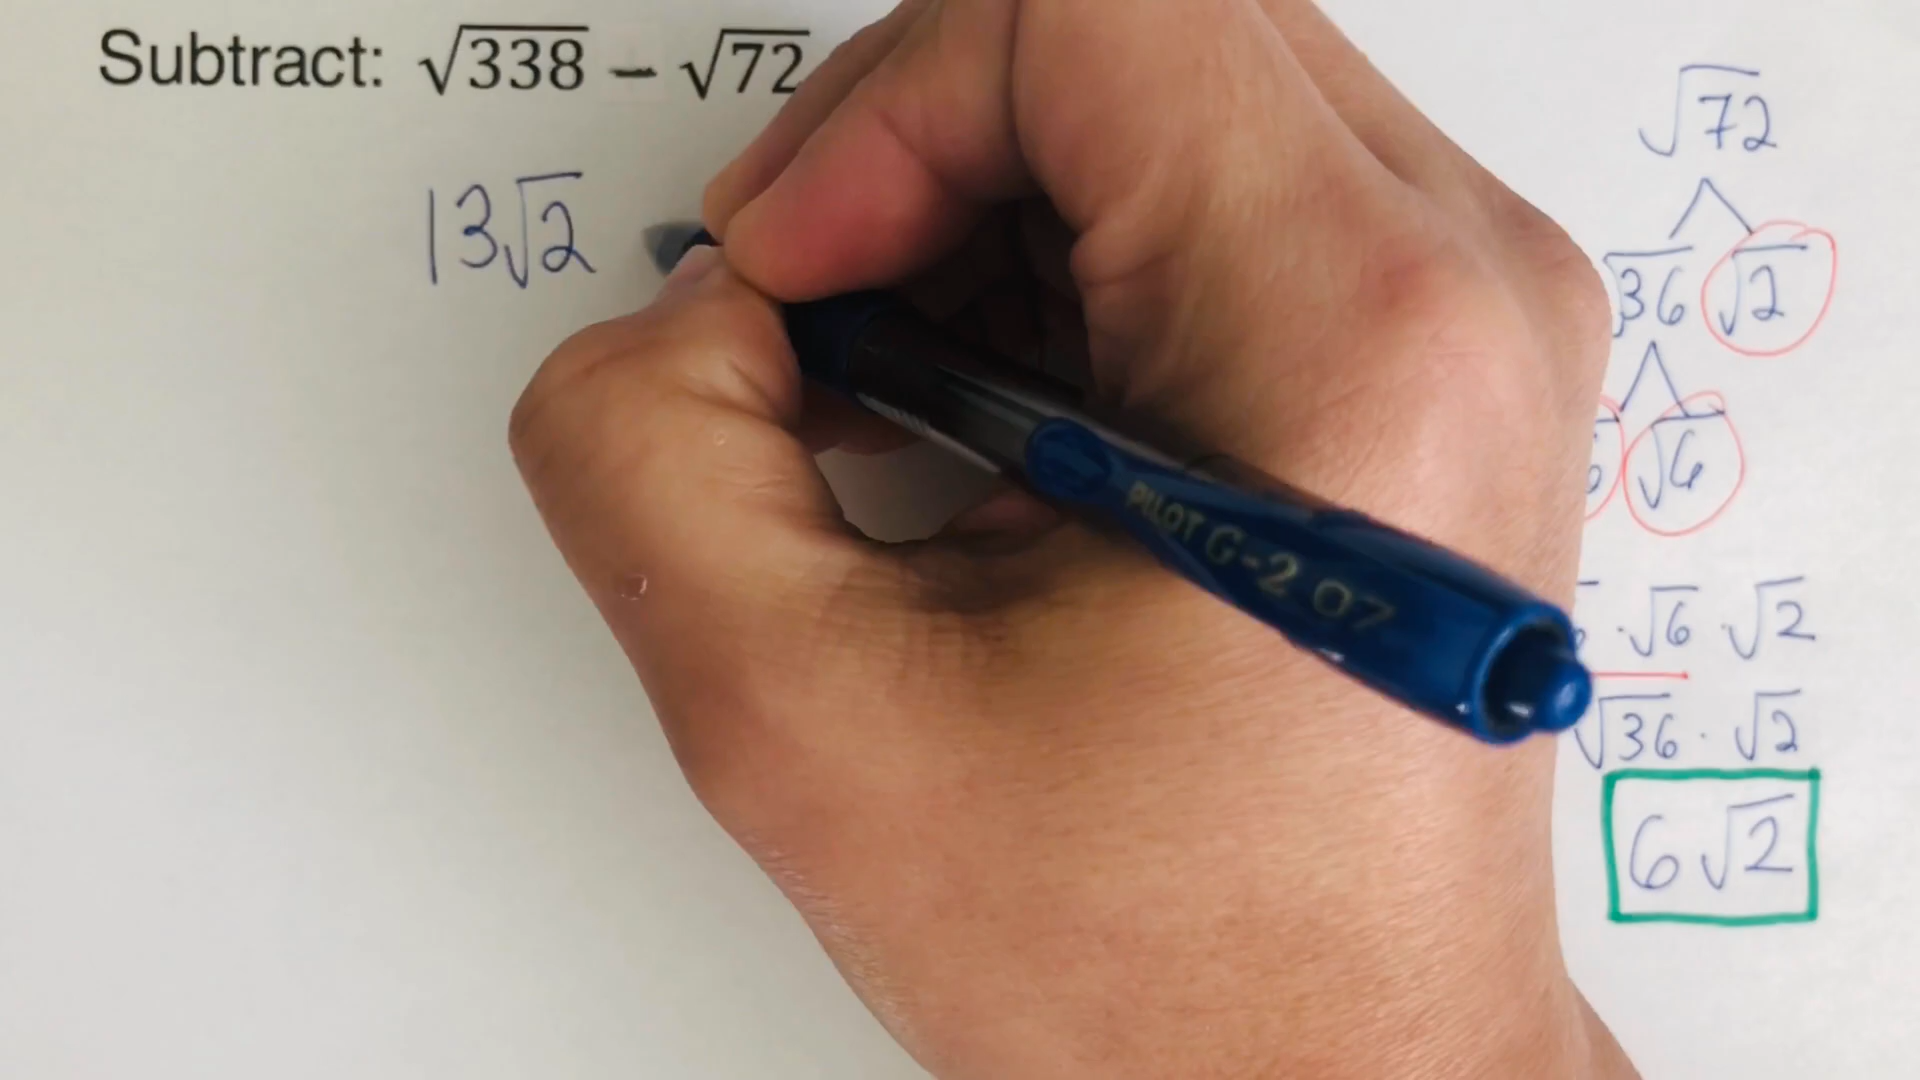 Subtract: √338 − √72
13√2
√72
√36 √2
√6
·√6 ·√2
√36 · √2
6√2
PILOT G-2 07